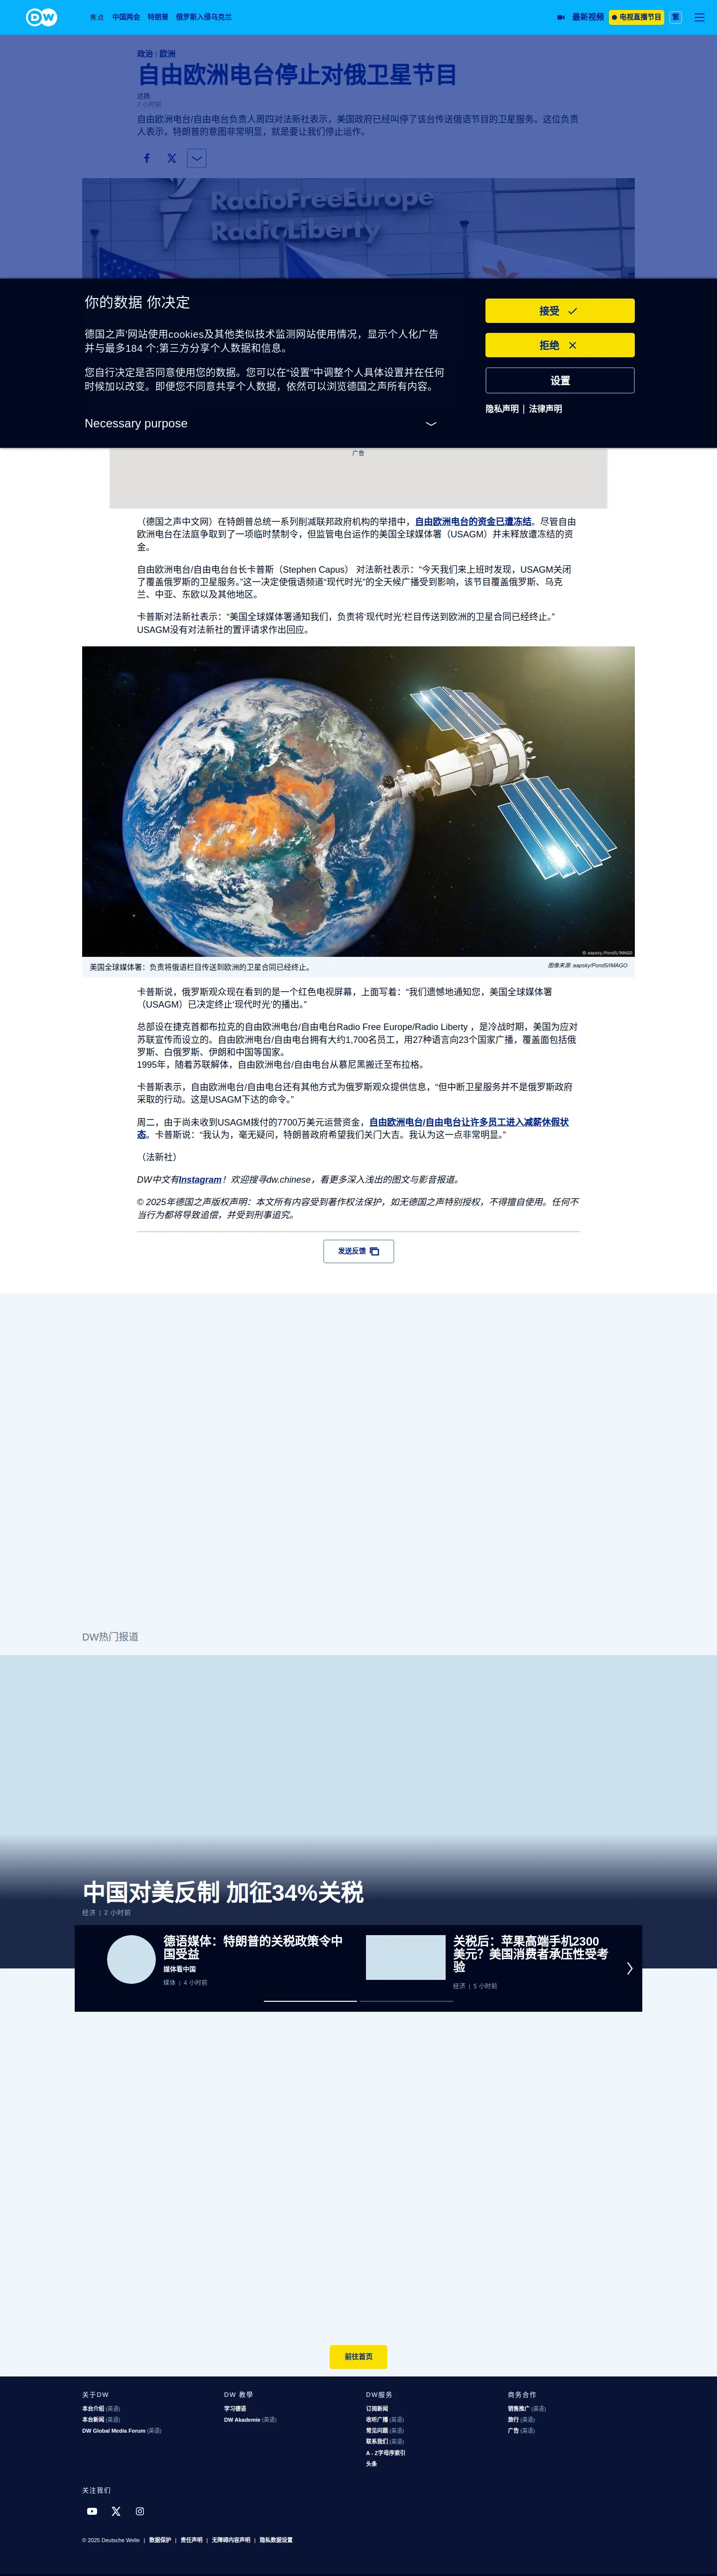 DW
焦点 中国两会 特朗普 俄罗斯入侵乌克兰
最新视频 电视直播节目 繁
政治 | 欧洲
自由欧洲电台停止对俄卫星节目
达扬
2 小时前
自由欧洲电台/自由电台负责人周四对法新社表示，美国政府已经叫停了该台传送俄语节目的卫星服务。这位负责
人表示，特朗普的意图非常明显，就是要让我们停止运作。
RadioFreeEurope
RadioLiberty
你的数据 你决定
德国之声'网站使用cookies及其他类似技术监测网站使用情况，显示个人化广告
并与最多184 个;第三方分享个人数据和信息。
您自行决定是否同意使用您的数据。您可以在“设置”中调整个人具体设置并在任何
时候加以改变。即便您不同意共享个人数据，依然可以浏览德国之声所有内容。
Necessary purpose
接受
拒绝
设置
隐私声明 | 法律声明
广告
（德国之声中文网）在特朗普总统一系列削减联邦政府机构的举措中，自由欧洲电台的资金已遭冻结。尽管自由
欧洲电台在法庭争取到了一项临时禁制令，但监管电台运作的美国全球媒体署（USAGM）并未释放遭冻结的资
金。
自由欧洲电台/自由电台台长卡普斯（Stephen Capus） 对法新社表示：“今天我们来上班时发现，USAGM关闭
了覆盖俄罗斯的卫星服务。”这一决定使俄语频道“现代时光”的全天候广播受到影响，该节目覆盖俄罗斯、乌克
兰、中亚、东欧以及其他地区。
卡普斯对法新社表示：“美国全球媒体署通知我们，负责将‘现代时光’栏目传送到欧洲的卫星合同已经终止。”
USAGM没有对法新社的置评请求作出回应。
© aapsky/Pond5/IMAGO
美国全球媒体署：负责将俄语栏目传送到欧洲的卫星合同已经终止。
图像来源: aapsky/Pond5/IMAGO
卡普斯说，俄罗斯观众现在看到的是一个红色电视屏幕，上面写着：“我们遗憾地通知您，美国全球媒体署
（USAGM）已决定终止‘现代时光’的播出。”
总部设在捷克首都布拉克的自由欧洲电台/自由电台Radio Free Europe/Radio Liberty ，是冷战时期，美国为应对
苏联宣传而设立的。自由欧洲电台/自由电台拥有大约1,700名员工，用27种语言向23个国家广播，覆盖面包括俄
罗斯、白俄罗斯、伊朗和中国等国家。
1995年，随着苏联解体，自由欧洲电台/自由电台从慕尼黑搬迁至布拉格。
卡普斯表示，自由欧洲电台/自由电台还有其他方式为俄罗斯观众提供信息，“但中断卫星服务并不是俄罗斯政府
采取的行动。这是USAGM下达的命令。”
周二，由于尚未收到USAGM拨付的7700万美元运营资金，自由欧洲电台/自由电台让许多员工进入减薪休假状
态。卡普斯说：“我认为，毫无疑问，特朗普政府希望我们关门大吉。我认为这一点非常明显。”
（法新社）
DW中文有Instagram！欢迎搜寻dw.chinese，看更多深入浅出的图文与影音报道。
© 2025年德国之声版权声明：本文所有内容受到著作权法保护，如无德国之声特别授权，不得擅自使用。任何不
当行为都将导致追偿，并受到刑事追究。
发送反馈
DW热门报道
中国对美反制 加征34%关税
经济 | 2 小时前
德语媒体：特朗普的关税政策令中
国受益
媒体看中国
媒体 | 4 小时前
关税后：苹果高端手机2300
美元？美国消费者承压性受考
验
经济 | 5 小时前
前往首页
关于DW
本台介绍 (英语)
本台新闻 (英语)
DW Global Media Forum (英语)
DW 教學
学习德语
DW Akademie (英语)
DW服务
订阅新闻
收听广播 (英语)
常见问题 (英语)
联系我们 (英语)
A - Z字母序索引
头条
商务合作
销售推广 (英语)
旅行 (英语)
广告 (英语)
关注我们
© 2025 Deutsche Welle | 数据保护 | 责任声明 | 无障碍内容声明 | 隐私数据设置